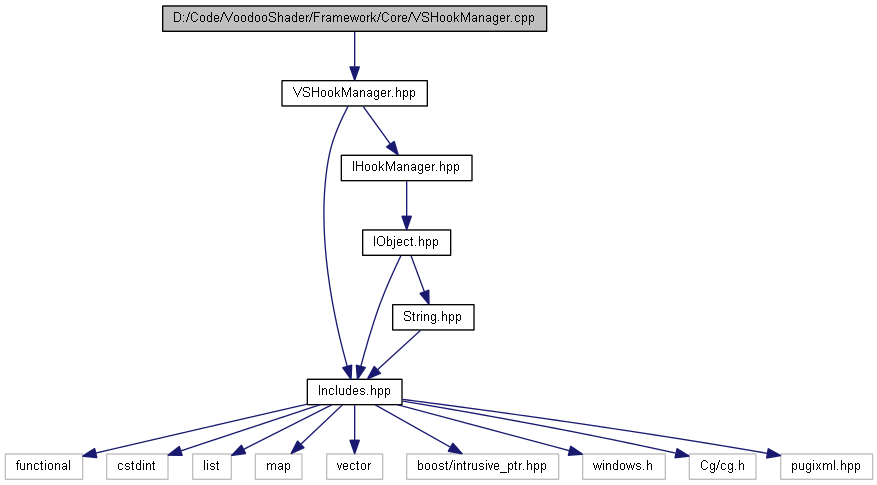 D:/Code/VoodooShader/Framework/Core/VSHookManager.cpp
VSHookManager.hpp
IHookManager.hpp
IObject.hpp
String.hpp
Includes.hpp
functional
cstdint
list
map
vector
boost/intrusive_ptr.hpp
windows.h
Cg/cg.h
pugixml.hpp